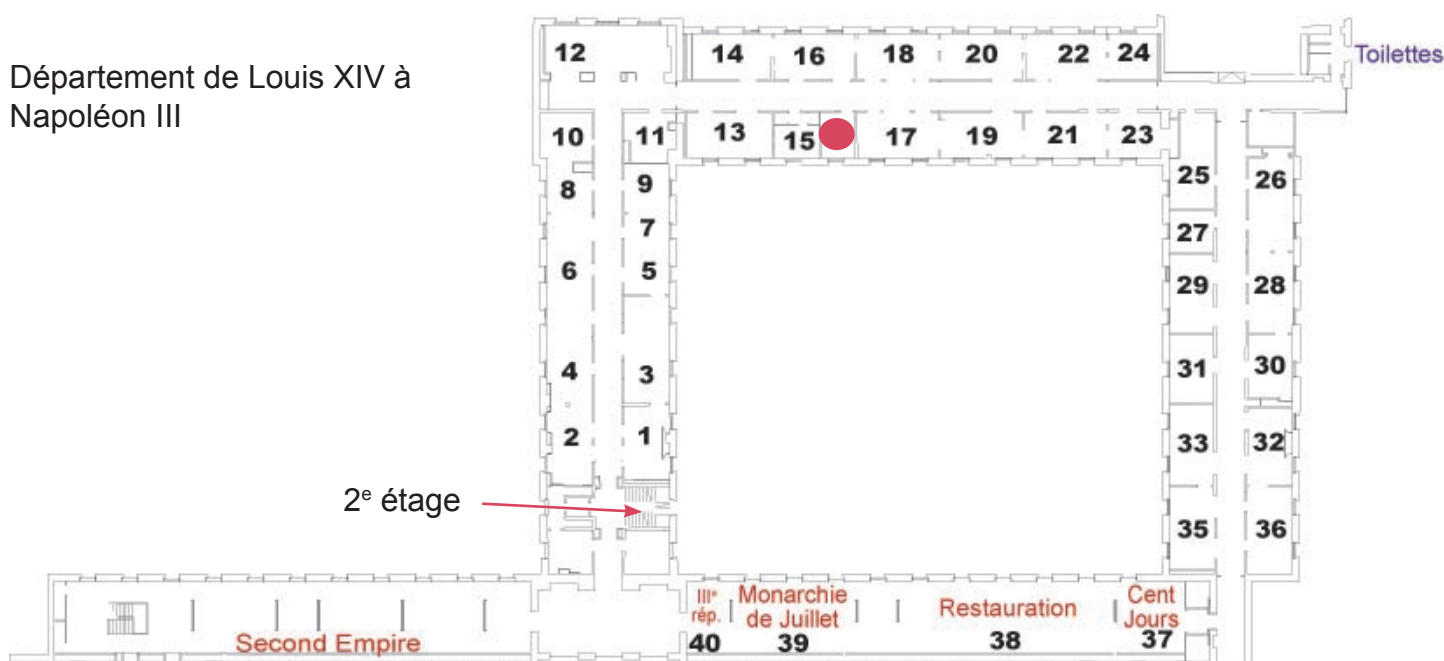 Département de Louis XIV à
Napoléon III
12
14 16 18 20 22 24
Toilettes
10 11 13 15 17 19 21 23
8 9
25 26
7
27
6 5
29 28
4 3
31 30
2 1
33 32
2e étage
35 36
Second Empire
IIIe
rép.
40
Monarchie
de Juillet
39
Restauration
38
Cent
Jours
37